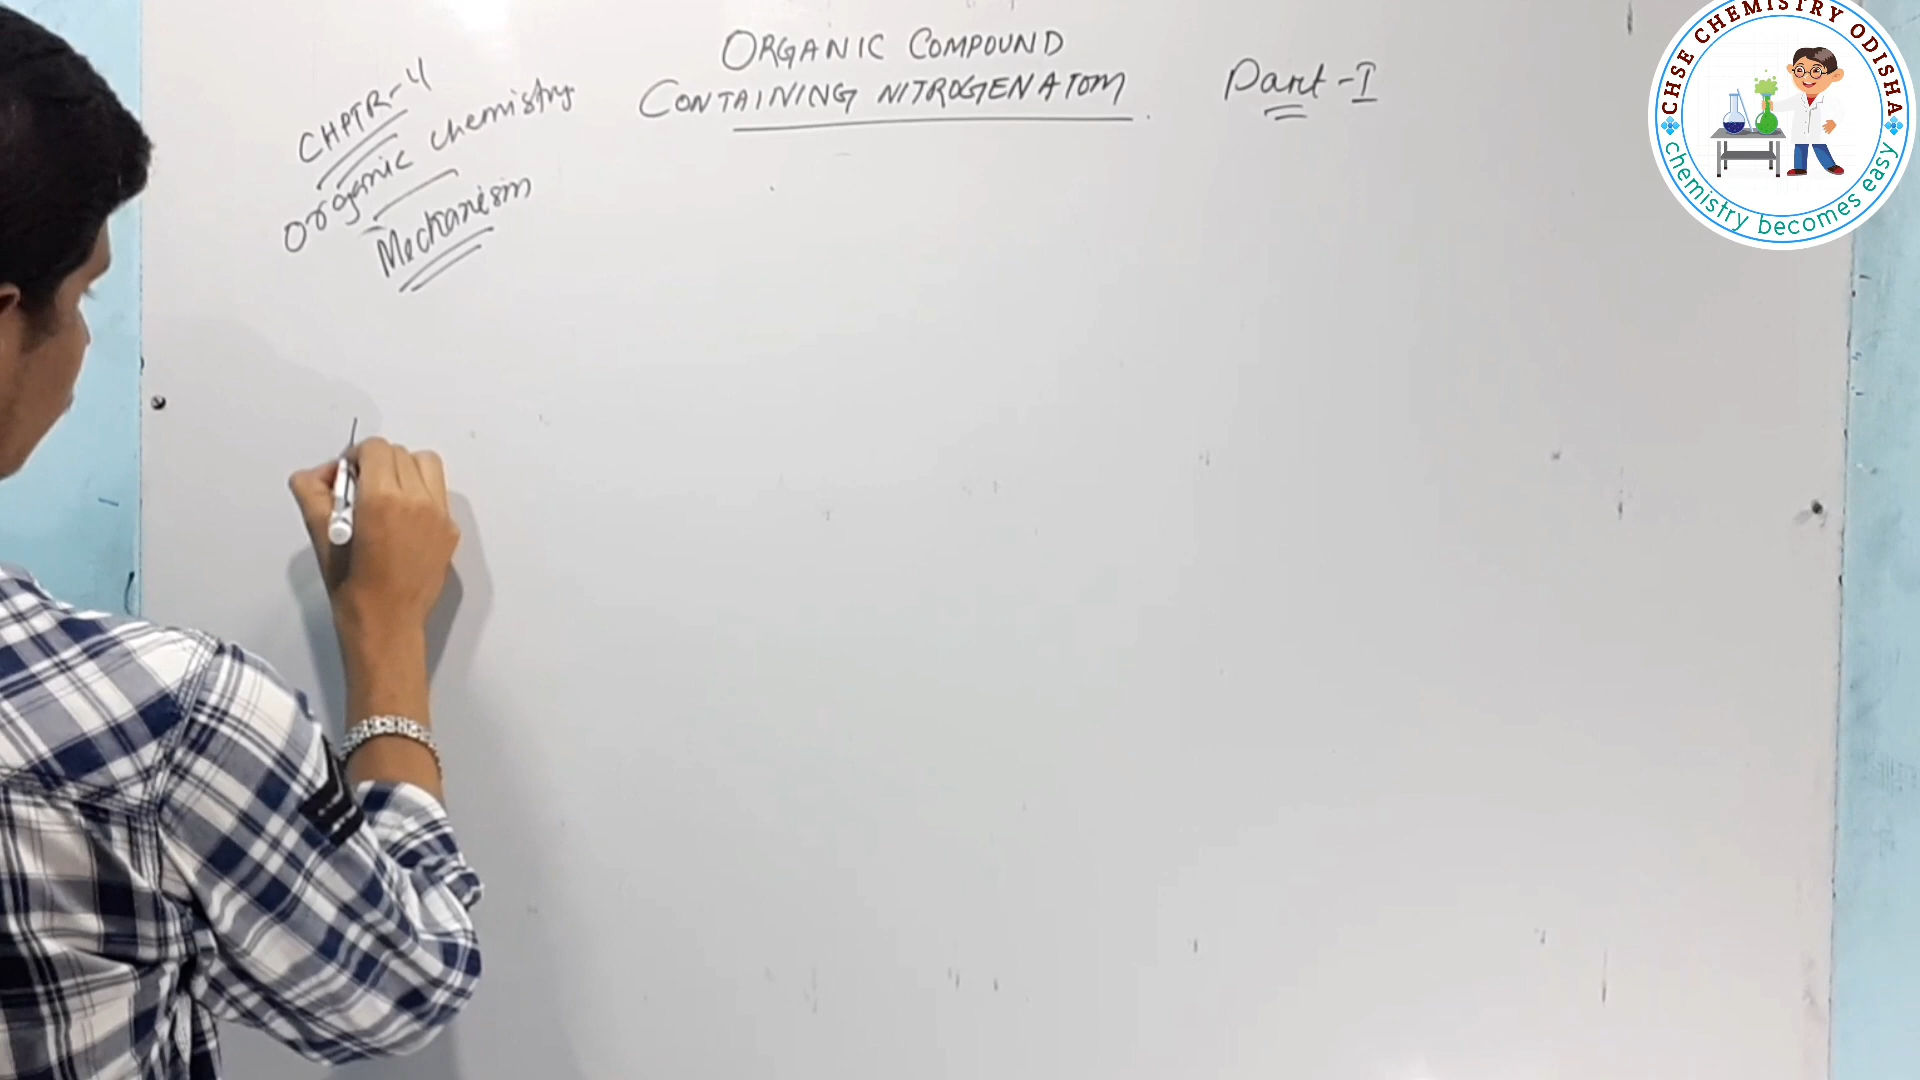 ORGANIC COMPOUND
CONTAINING NITROGEN ATOM.
Part-I
CHPTR-4
Organic chemistry
Mechanism
CHSE CHEMISTRY ODISHA
chemistry becomes easy